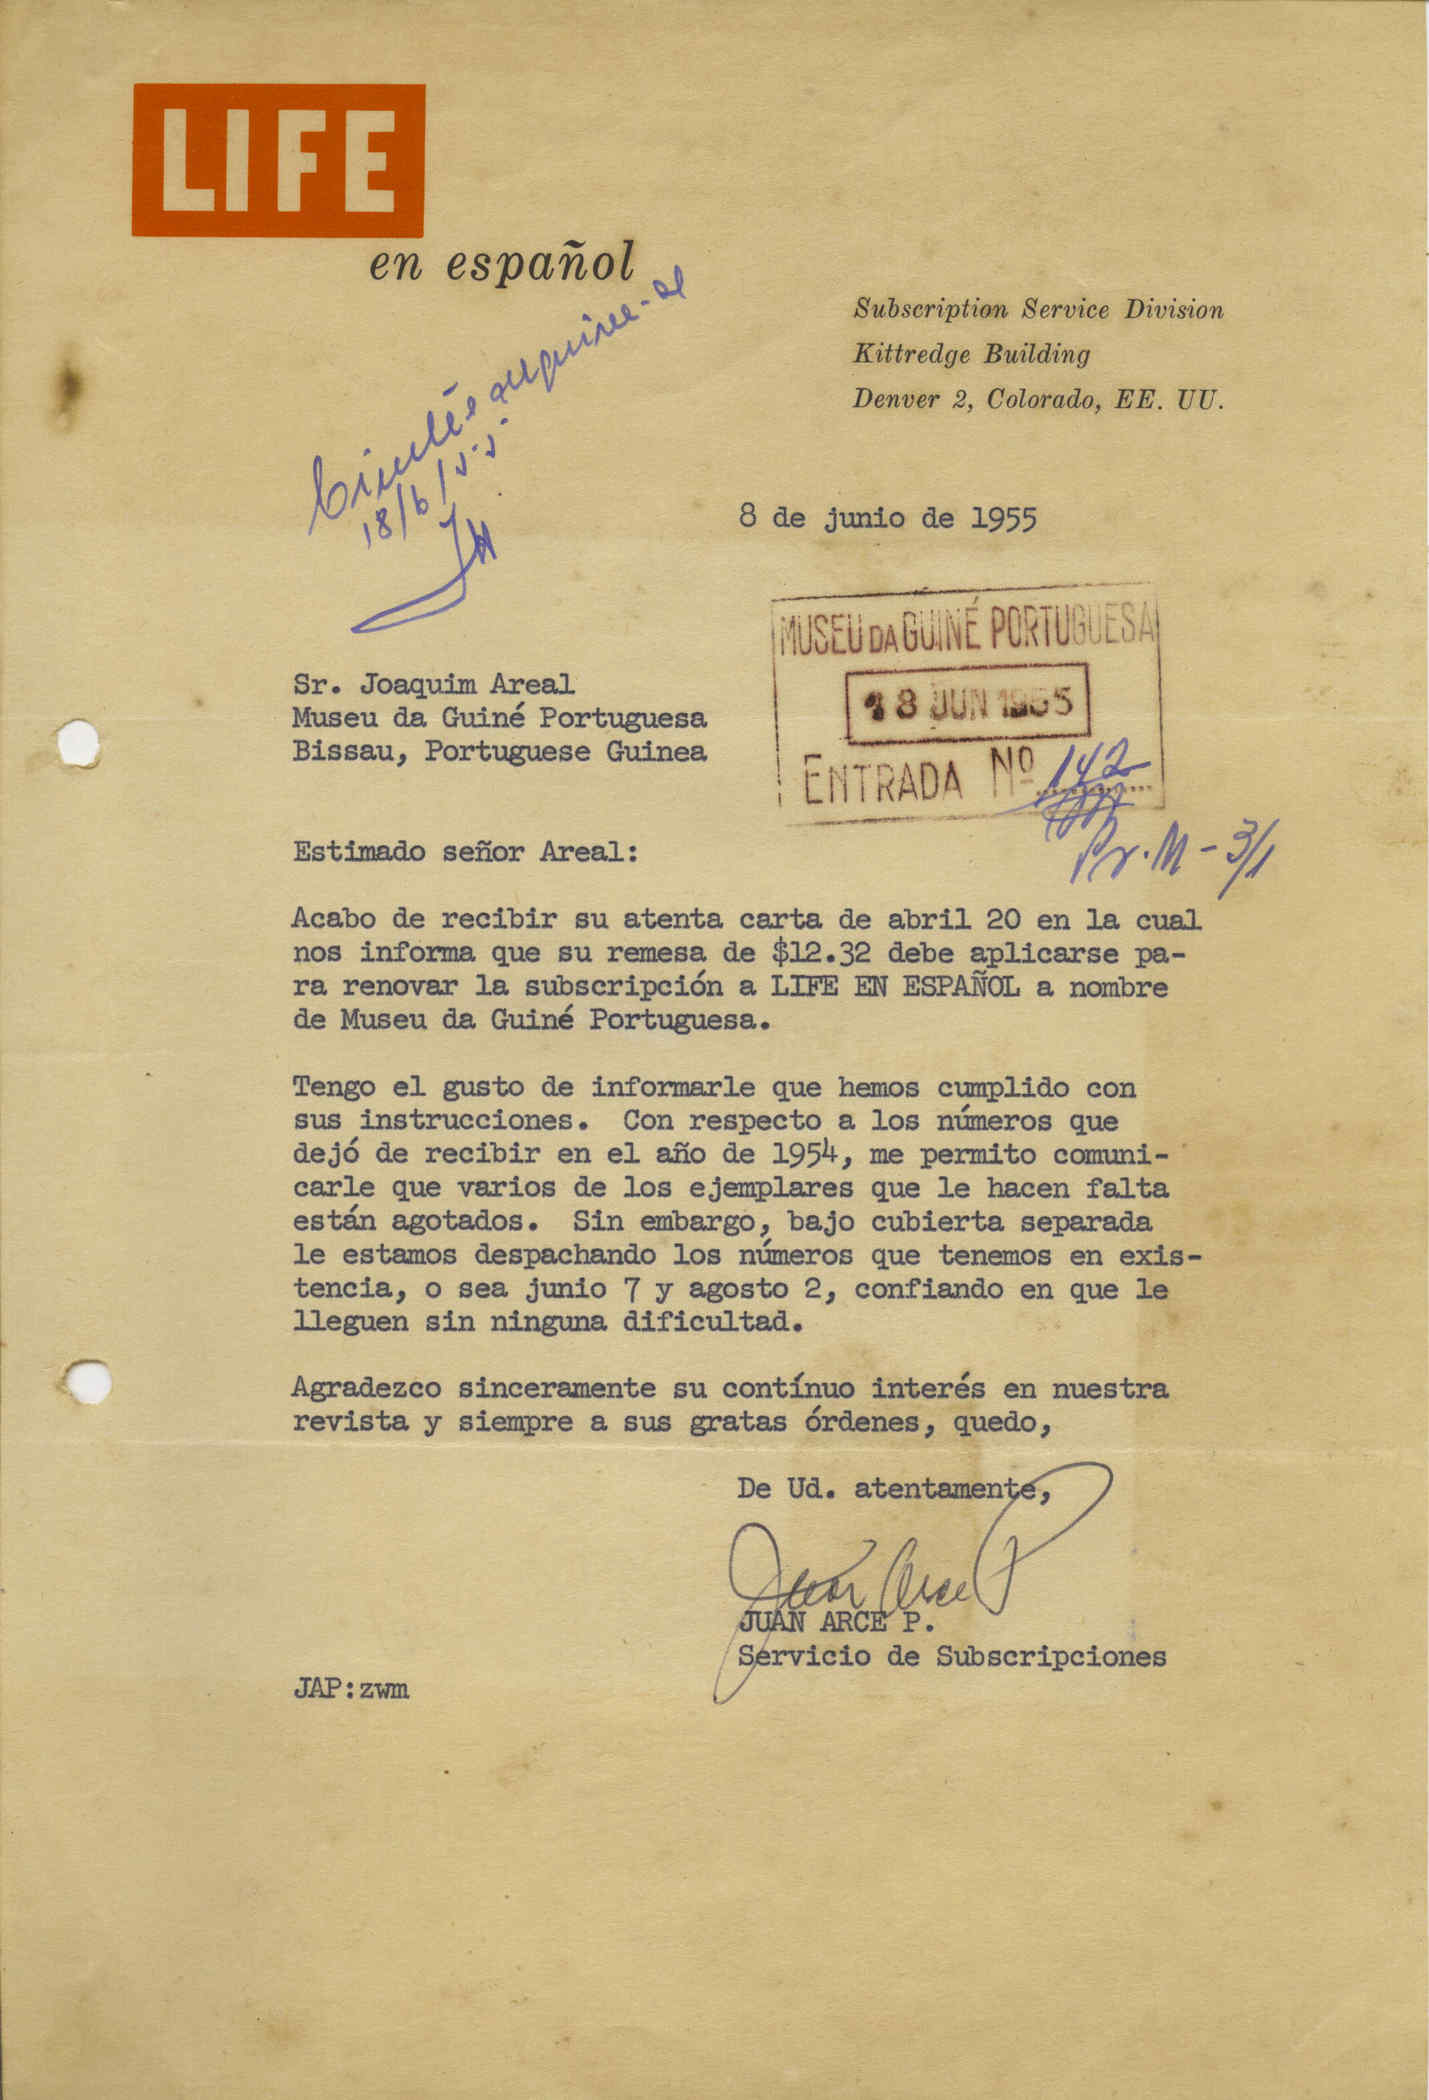 LIFE
en español
Subscription Service Division
Kittredge Building
Denver 2, Colorado, EE. UU.
18/6/55
8 de junio de 1955
MUSEU DA GUINÉ PORTUGUESA
18 JUN 1955
ENTRADA Nº 142
Pr. M - 3/1
Sr. Joaquim Areal
Museu da Guiné Portuguesa
Bissau, Portuguese Guinea
Estimado señor Areal:
Acabo de recibir su atenta carta de abril 20 en la cual
nos informa que su remesa de $12.32 debe aplicarse pa-
ra renovar la subscripción a LIFE EN ESPAÑOL a nombre
de Museu da Guiné Portuguesa.
Tengo el gusto de informarle que hemos cumplido con
sus instrucciones. Con respecto a los números que
dejó de recibir en el año de 1954, me permito comuni-
carle que varios de los ejemplares que le hacen falta
están agotados. Sin embargo, bajo cubierta separada
le estamos despachando los números que tenemos en exis-
tencia, o sea junio 7 y agosto 2, confiando en que le
lleguen sin ninguna dificultad.
Agradezco sinceramente su contínuo interés en nuestra
revista y siempre a sus gratas órdenes, quedo,
De Ud. atentamente,
Juan Arce P
JUAN ARCE P.
Servicio de Subscripciones
JAP:zwm